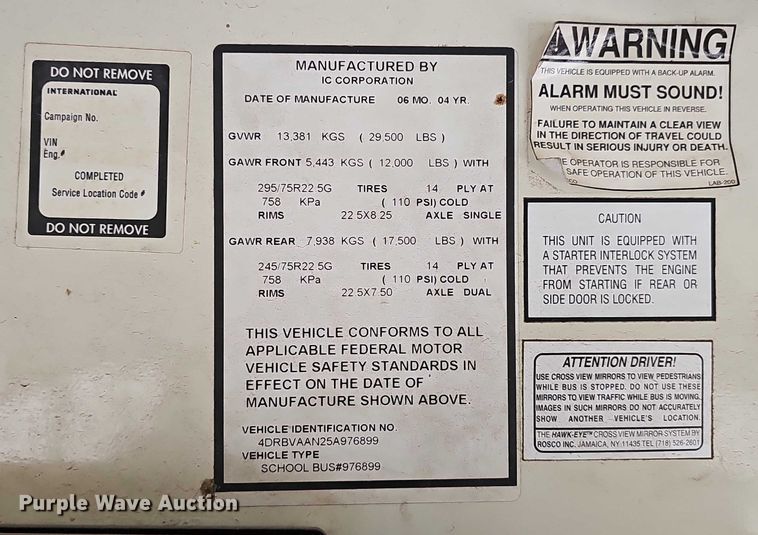 DO NOT REMOVE
INTERNATIONAL
Campaign No.
VIN
Eng.#
COMPLETED
Service Location Code #
DO NOT REMOVE
MANUFACTURED BY
IC CORPORATION
DATE OF MANUFACTURE 06 MO. 04 YR.
GVWR 13,381 KGS ( 29,500 LBS )
GAWR FRONT 5,443 KGS ( 12,000 LBS ) WITH
295/75R22 5G TIRES 14 PLY AT
758 KPa ( 110 PSI) COLD
RIMS 22 5X8 25 AXLE SINGLE
GAWR REAR 7,938 KGS ( 17,500 LBS ) WITH
245/75R22 5G TIRES 14 PLY AT
758 KPa ( 110 PSI) COLD
RIMS 22 5X7 50 AXLE DUAL
THIS VEHICLE CONFORMS TO ALL
APPLICABLE FEDERAL MOTOR
VEHICLE SAFETY STANDARDS IN
EFFECT ON THE DATE OF
MANUFACTURE SHOWN ABOVE.
VEHICLE IDENTIFICATION NO.
4DRBVAAN25A976899
VEHICLE TYPE
SCHOOL BUS#976899
WARNING
THIS VEHICLE IS EQUIPPED WITH A BACK-UP ALARM.
ALARM MUST SOUND!
WHEN OPERATING THIS VEHICLE IN REVERSE.
FAILURE TO MAINTAIN A CLEAR VIEW
IN THE DIRECTION OF TRAVEL COULD
RESULT IN SERIOUS INJURY OR DEATH.
E OPERATOR IS RESPONSIBLE FOR
SAFE OPERATION OF THIS VEHICLE.
LAB-200
CAUTION
THIS UNIT IS EQUIPPED WITH
A STARTER INTERLOCK SYSTEM
THAT PREVENTS THE ENGINE
FROM STARTING IF REAR OR
SIDE DOOR IS LOCKED.
ATTENTION DRIVER!
USE CROSS VIEW MIRRORS TO VIEW PEDESTRIANS
WHILE BUS IS STOPPED. DO NOT USE THESE
MIRRORS TO VIEW TRAFFIC WHILE BUS IS MOVING.
IMAGES IN SUCH MIRRORS DO NOT ACCURATELY
SHOW ANOTHER VEHICLE'S LOCATION.
THE HAWK-EYE™ CROSS VIEW MIRROR SYSTEM BY
ROSCO INC. JAMAICA, NY 11435 TEL (718) 526-2601
Purple Wave Auction